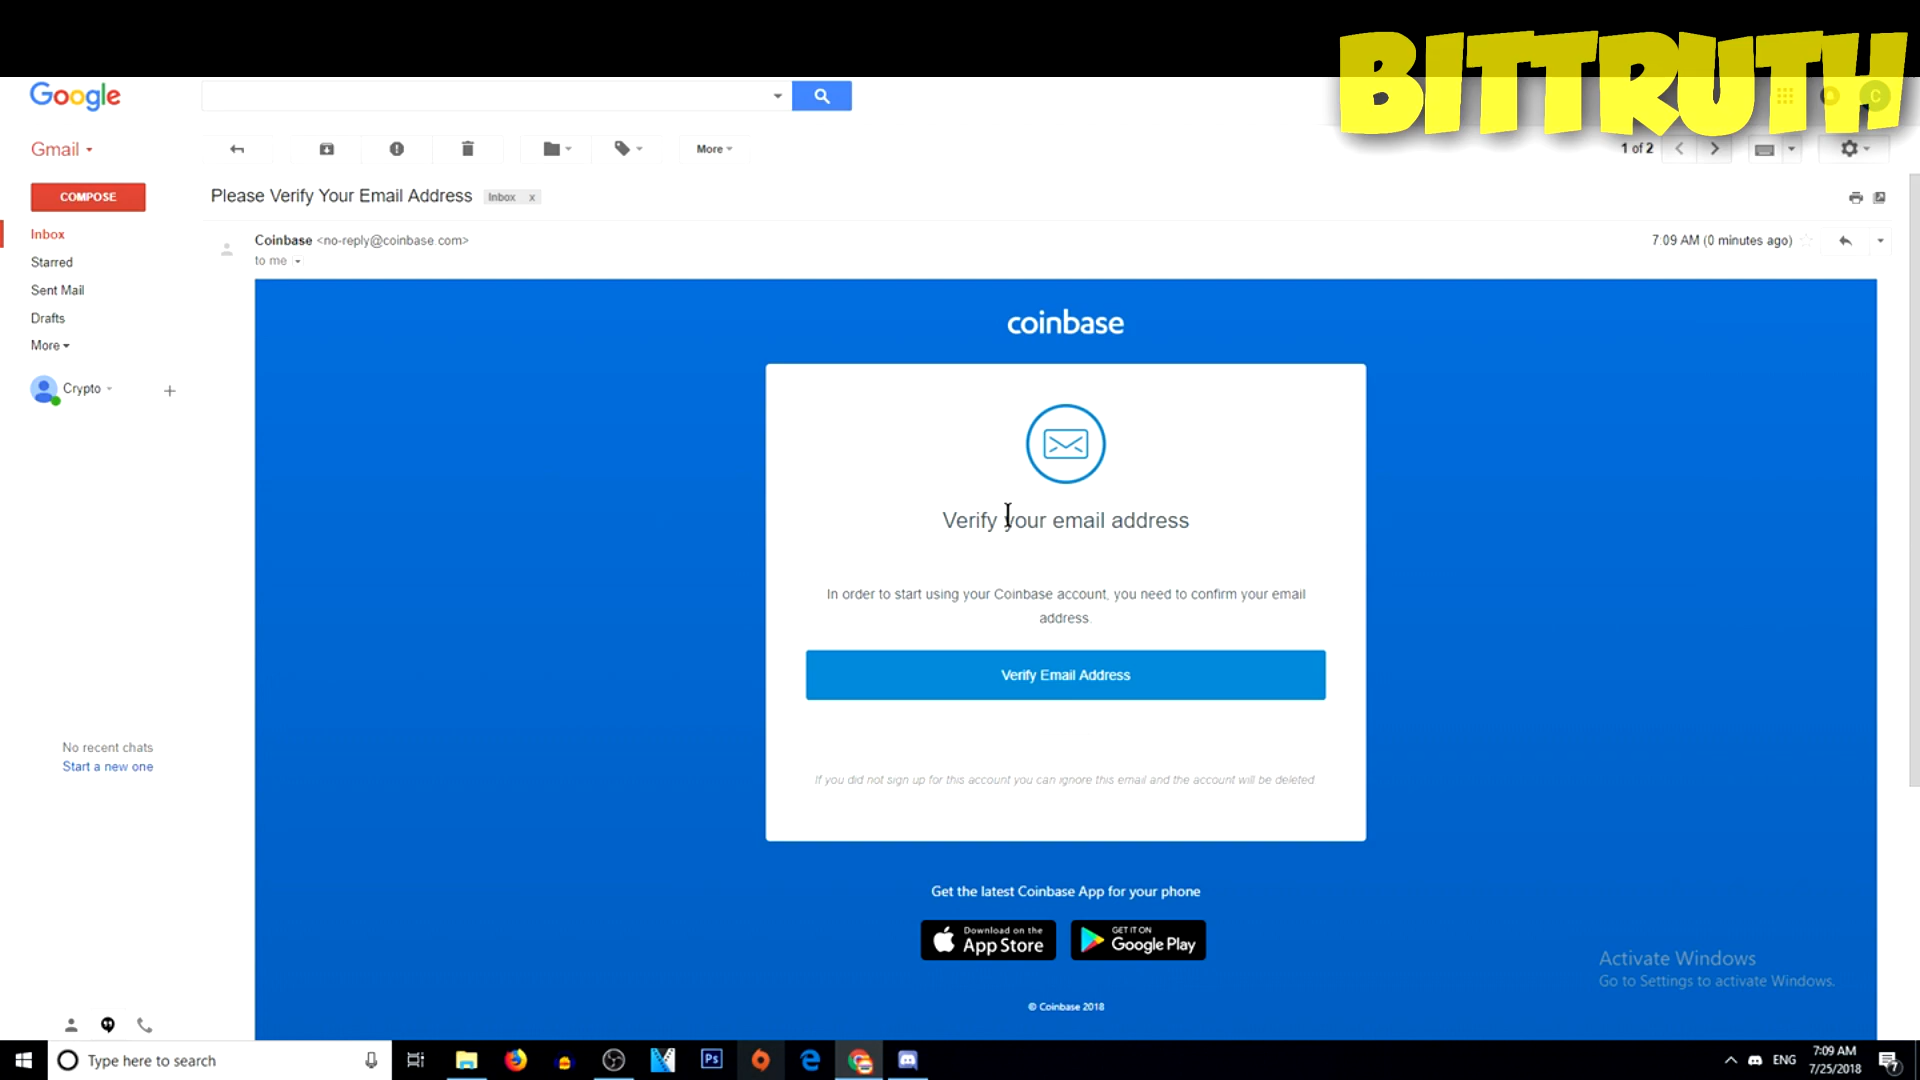 BITTRUTH
Google
C
Gmail
More
1 of 2
COMPOSE
Please Verify Your Email Address
Inbox x
Inbox
Coinbase <no-reply@coinbase.com>
7:09 AM (0 minutes ago)
to me
Starred
Sent Mail
Drafts
More
Crypto
coinbase
Verify your email address
In order to start using your Coinbase account, you need to confirm your email
address.
Verify Email Address
No recent chats
Start a new one
If you did not sign up for this account you can ignore this email and the account will be deleted.
Get the latest Coinbase App for your phone
Download on the
App Store
GET IT ON
Google Play
Activate Windows
Go to Settings to activate Windows.
© Coinbase 2018
Type here to search
Ps
ENG
7:09 AM
7/25/2018
7